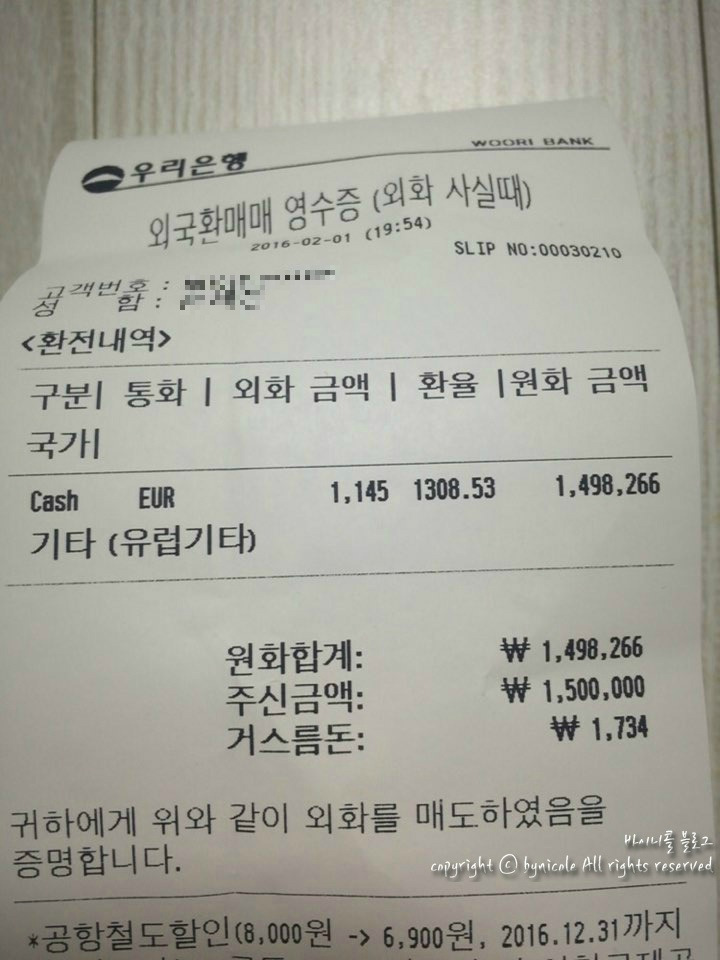 우리은행
WOORI BANK
외국환매매 영수증 (외화 사실때)
2016-02-01 (19:54)
SLIP NO:00030210
고객번호 :
성 함 :
<환전내역>
구분| 통화 | 외화 금액 | 환율 |원화 금액
국가|
Cash EUR 1,145 1308.53 1,498,266
기타 (유럽기타)
원화합계: ₩ 1,498,266
주신금액: ₩ 1,500,000
거스름돈: ₩ 1,734
귀하에게 위와 같이 외화를 매도하였음을
증명합니다.
바이니콜 블로그
copyright ⓒ bynicole All rights reserved
*공항철도할인(8,000원 -> 6,900원, 2016.12.31까지